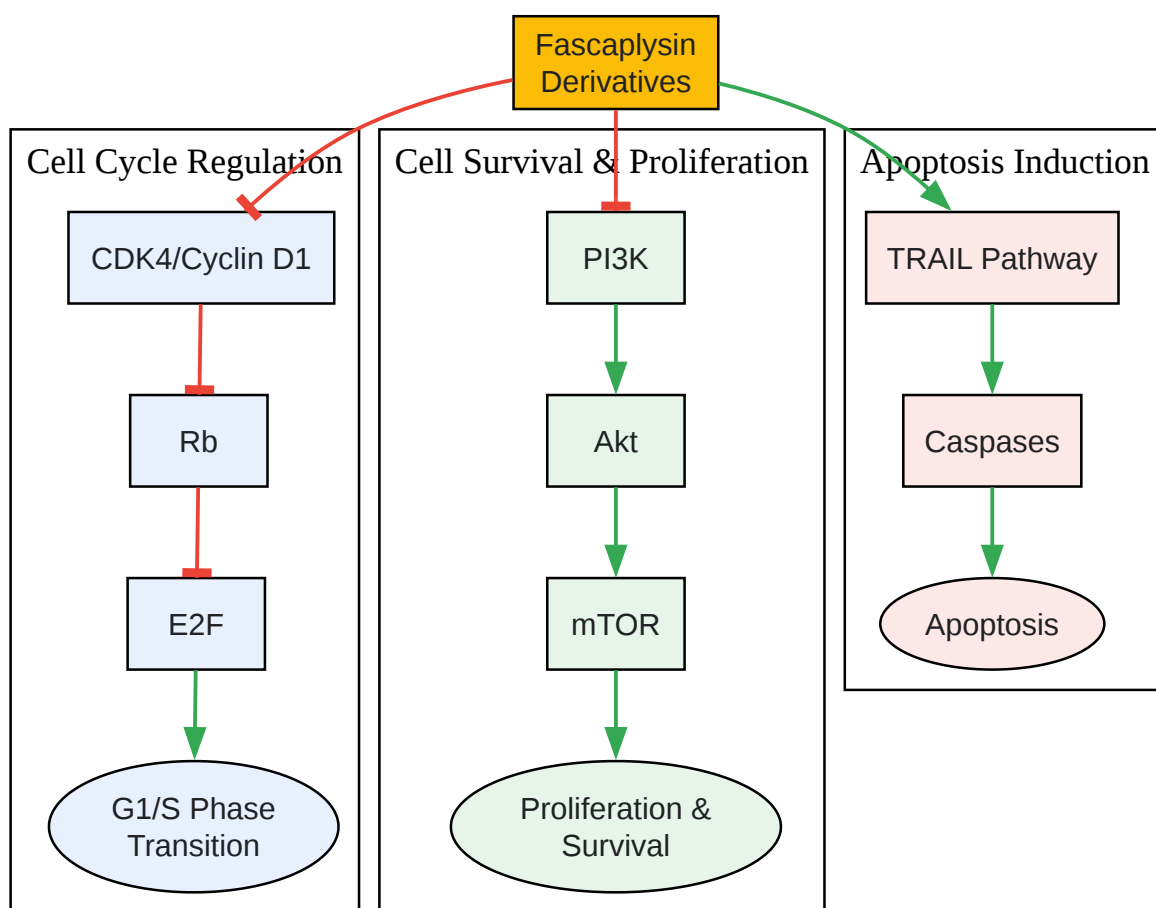 Fascaplysin
Derivatives
Cell Cycle Regulation
CDK4/Cyclin D1
Rb
E2F
G1/S Phase
Transition
Cell Survival & Proliferation
PI3K
Akt
mTOR
Proliferation &
Survival
Apoptosis Induction
TRAIL Pathway
Caspases
Apoptosis